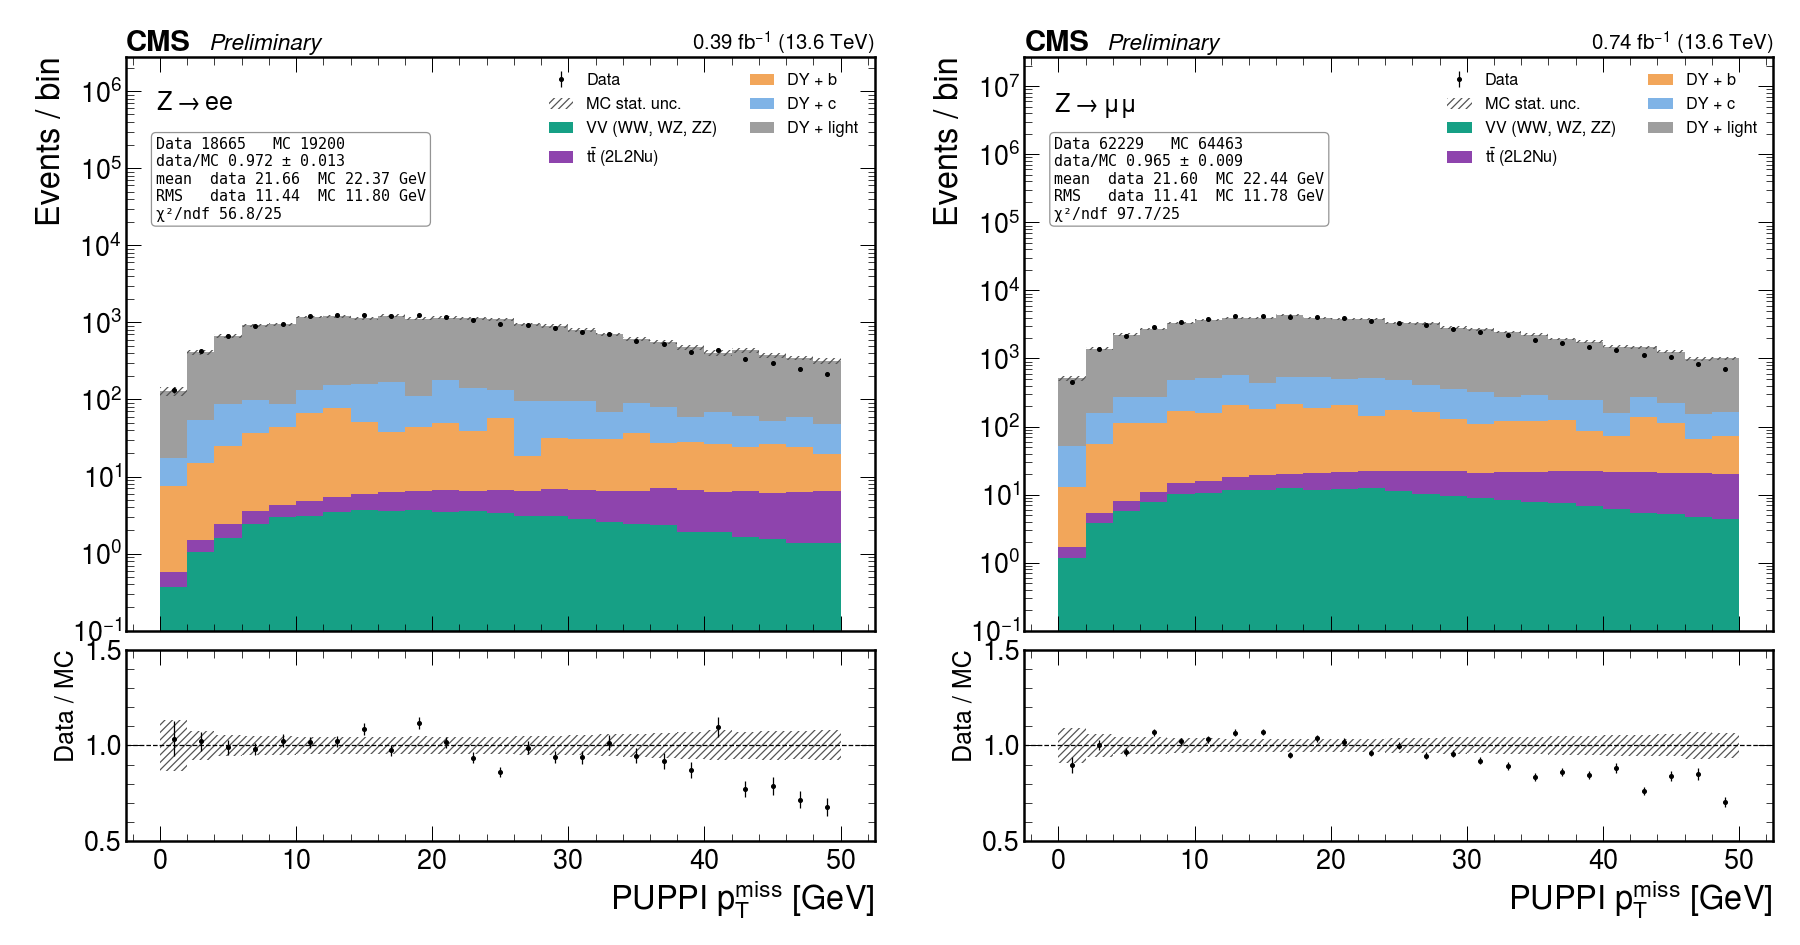 CMS Preliminary 0.39 fb⁻¹ (13.6 TeV)
Events / bin
Z→ee
Data
MC stat. unc.
VV (WW, WZ, ZZ)
tt̄ (2L2Nu)
DY + b
DY + c
DY + light
Data 18665 MC 19200
data/MC 0.972 ± 0.013
mean data 21.66 MC 22.37 GeV
RMS data 11.44 MC 11.80 GeV
χ²/ndf 56.8/25
10⁶
10⁵
10⁴
10³
10²
10¹
10⁰
10⁻¹
Data / MC
1.5
1.0
0.5
0 10 20 30 40 50
PUPPI p_T^miss [GeV]
CMS Preliminary 0.74 fb⁻¹ (13.6 TeV)
Events / bin
Z→μμ
Data
MC stat. unc.
VV (WW, WZ, ZZ)
tt̄ (2L2Nu)
DY + b
DY + c
DY + light
Data 62229 MC 64463
data/MC 0.965 ± 0.009
mean data 21.60 MC 22.44 GeV
RMS data 11.41 MC 11.78 GeV
χ²/ndf 97.7/25
10⁷
10⁶
10⁵
10⁴
10³
10²
10¹
10⁰
10⁻¹
Data / MC
1.5
1.0
0.5
0 10 20 30 40 50
PUPPI p_T^miss [GeV]